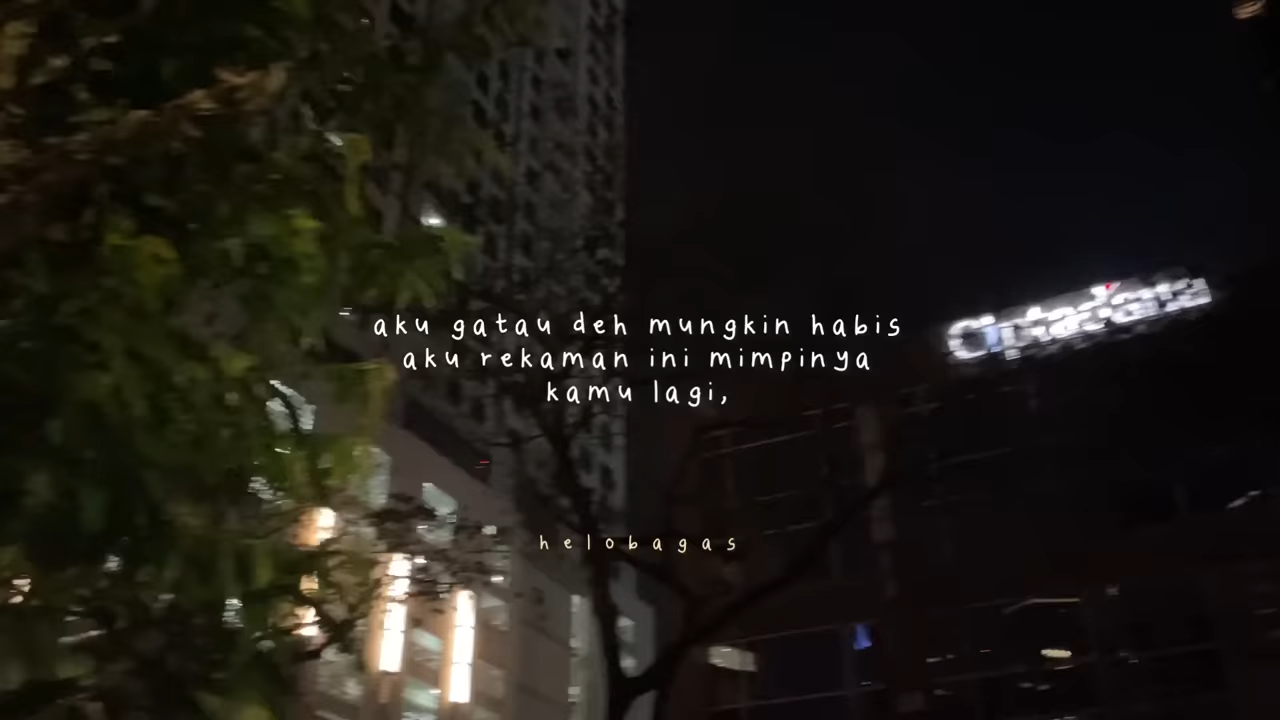 aku gatau deh mungkin habis
aku rekaman ini mimpinya
kamu lagi,
helobagas